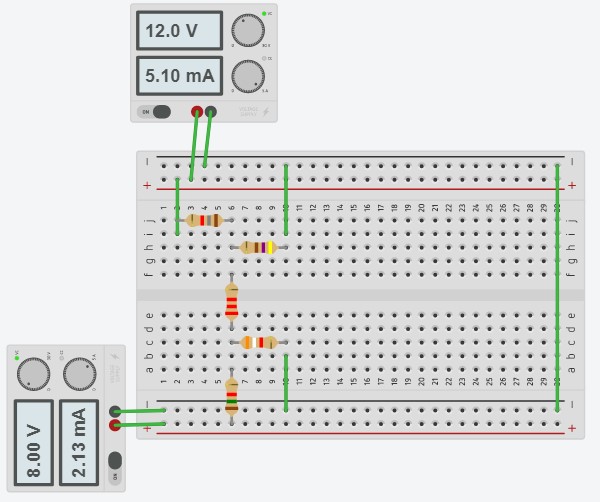 12.0 V
5.10 mA
ON
− −
+ +
1 2 3 4 5 6 7 8 9 10 11 12 13 14 15 16 17 18 19 20 21 22 23 24 25 26 27 28 29 30
j j
i i
h h
g g
f f
e e
d d
c c
b b
a a
1 2 3 4 5 6 7 8 9 10 11 12 13 14 15 16 17 18 19 20 21 22 23 24 25 26 27 28 29 30
− −
+ +
8.00 V
2.13 mA
ON